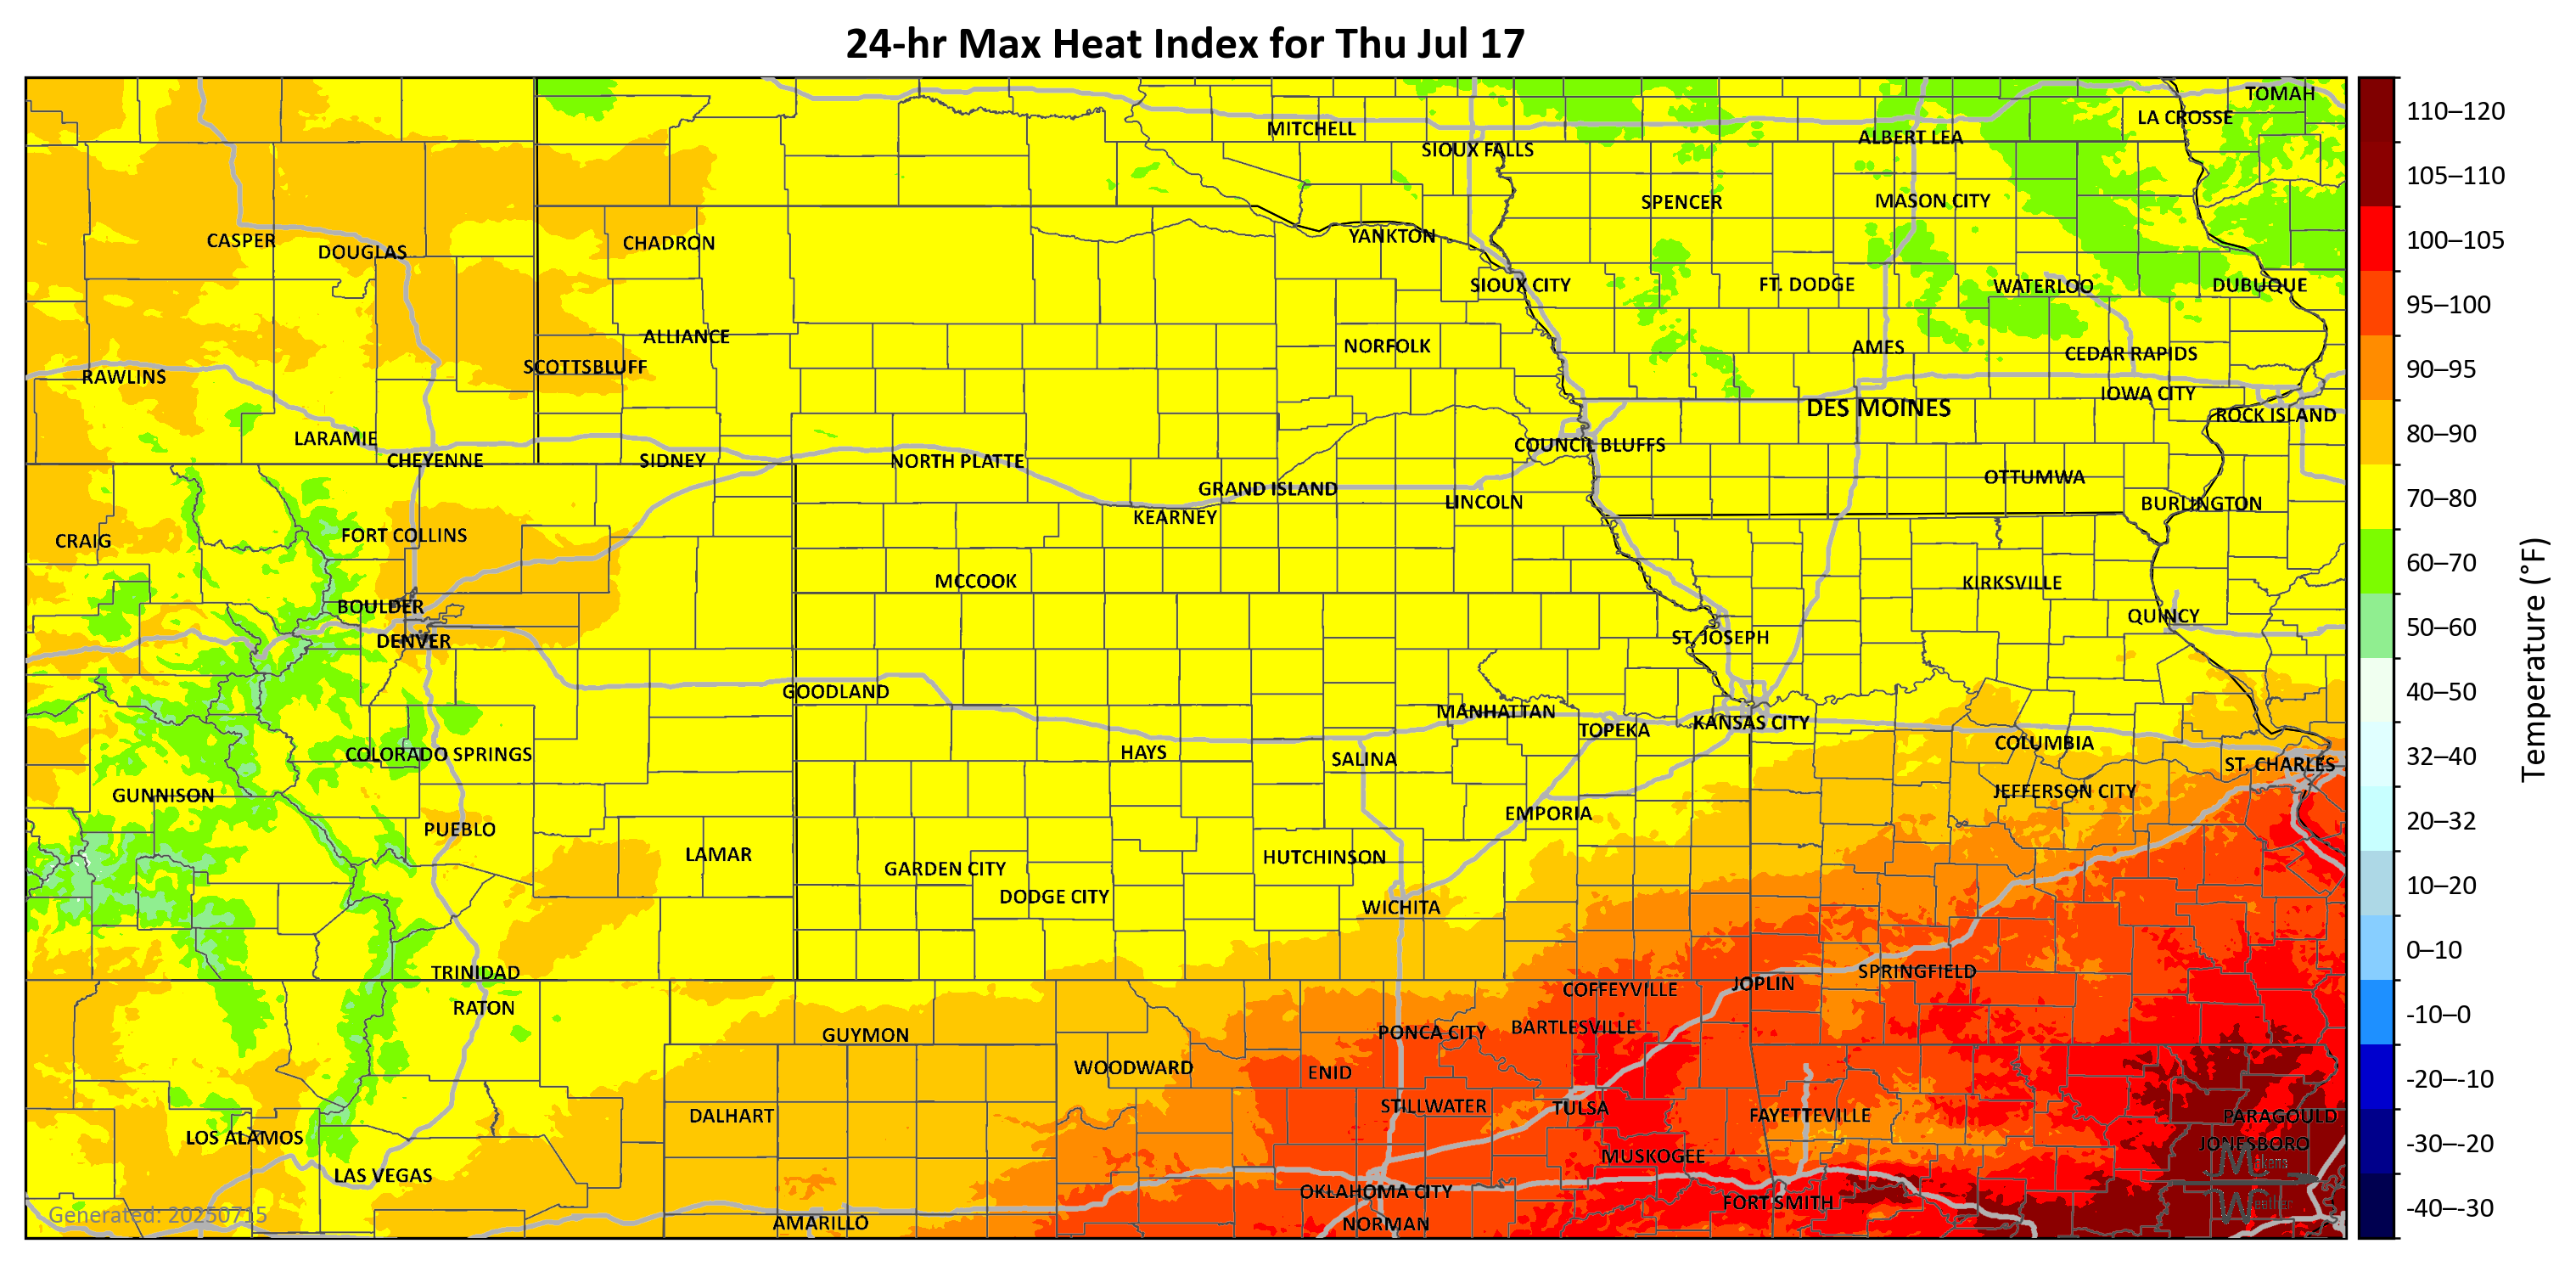 24-hr Max Heat Index for Thu Jul 17
TOMAH
LA CROSSE
MITCHELL
ALBERT LEA
SIOUX FALLS
SPENCER
MASON CITY
CASPER
DOUGLAS
CHADRON
YANKTON
SIOUX CITY
FT. DODGE
WATERLOO
DUBUQUE
ALLIANCE
NORFOLK
AMES
CEDAR RAPIDS
SCOTTSBLUFF
RAWLINS
IOWA CITY
DES MOINES
ROCK ISLAND
LARAMIE
COUNCIL BLUFFS
CHEYENNE
SIDNEY
NORTH PLATTE
OTTUMWA
GRAND ISLAND
LINCOLN
BURLINGTON
KEARNEY
FORT COLLINS
CRAIG
MCCOOK
KIRKSVILLE
BOULDER
QUINCY
DENVER
ST. JOSEPH
GOODLAND
MANHATTAN
KANSAS CITY
TOPEKA
COLUMBIA
COLORADO SPRINGS
HAYS
SALINA
ST. CHARLES
GUNNISON
JEFFERSON CITY
EMPORIA
PUEBLO
LAMAR
HUTCHINSON
GARDEN CITY
DODGE CITY
WICHITA
TRINIDAD
SPRINGFIELD
JOPLIN
COFFEYVILLE
RATON
GUYMON
PONCA CITY
BARTLESVILLE
WOODWARD
ENID
STILLWATER
TULSA
DALHART
FAYETTEVILLE
PARAGOULD
LOS ALAMOS
JONESBORO
MUSKOGEE
Makens
Weather
LAS VEGAS
OKLAHOMA CITY
FORT SMITH
Generated: 20250715
AMARILLO
NORMAN
110–120
105–110
100–105
95–100
90–95
80–90
70–80
60–70
50–60
40–50
32–40
20–32
10–20
0–10
-10–0
-20–-10
-30–-20
-40–-30
Temperature (°F)